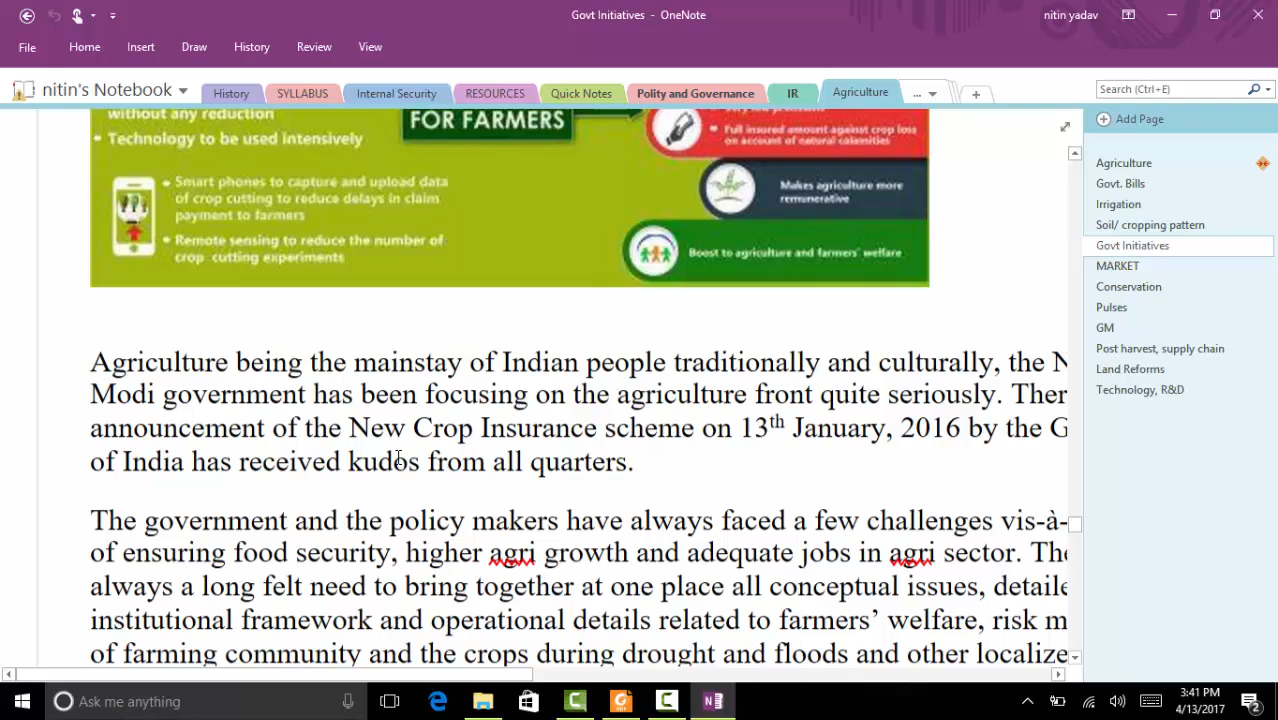 Govt Initiatives - OneNote
nitin yadav
File
Home
Insert
Draw
History
Review
View
nitin's Notebook
History
SYLLABUS
Internal Security
RESOURCES
Quick Notes
Polity and Governance
IR
Agriculture
...
Search (Ctrl+E)
Add Page
Agriculture
Govt. Bills
Irrigation
Soil/ cropping pattern
Govt Initiatives
MARKET
Conservation
Pulses
GM
Post harvest, supply chain
Land Reforms
Technology, R&D
without any reduction
• Technology to be used intensively
FOR FARMERS
• Full insured amount against crop loss
on account of natural calamities
• Smart phones to capture and upload data
of crop cutting to reduce delays in claim
payment to farmers
• Remote sensing to reduce the number of
crop cutting experiments
Makes agriculture more
remunerative
Boost to agriculture and farmers' welfare
Agriculture being the mainstay of Indian people traditionally and culturally, the N
Modi government has been focusing on the agriculture front quite seriously. Ther
announcement of the New Crop Insurance scheme on 13th January, 2016 by the G
of India has received kudos from all quarters.
The government and the policy makers have always faced a few challenges vis-à-
of ensuring food security, higher agri growth and adequate jobs in agri sector. The
always a long felt need to bring together at one place all conceptual issues, detaile
institutional framework and operational details related to farmers’ welfare, risk m
of farming community and the crops during drought and floods and other localize
Ask me anything
3:41 PM
4/13/2017
2